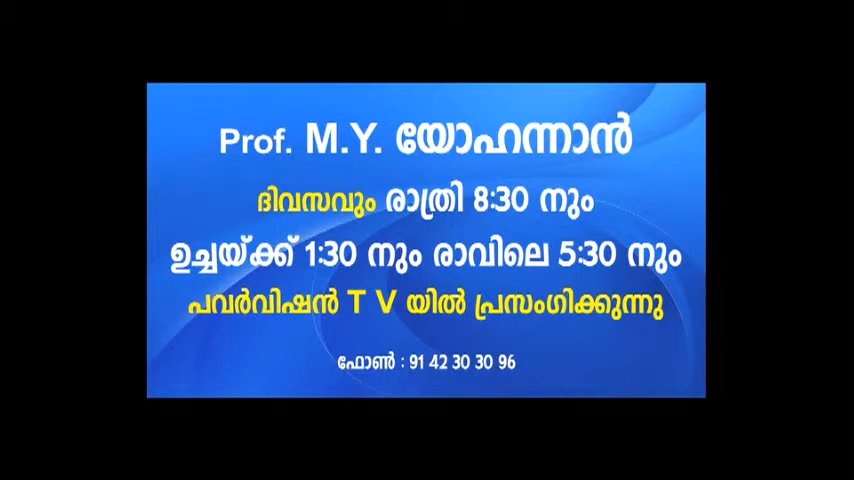 Prof. M.Y. യോഹന്നാൻ
ദിവസവും രാത്രി 8:30 നും
ഉച്ചയ്ക്ക് 1:30 നും രാവിലെ 5:30 നും
പവർവിഷൻ T V യിൽ പ്രസംഗിക്കുന്നു
ഫോൺ : 91 42 30 30 96